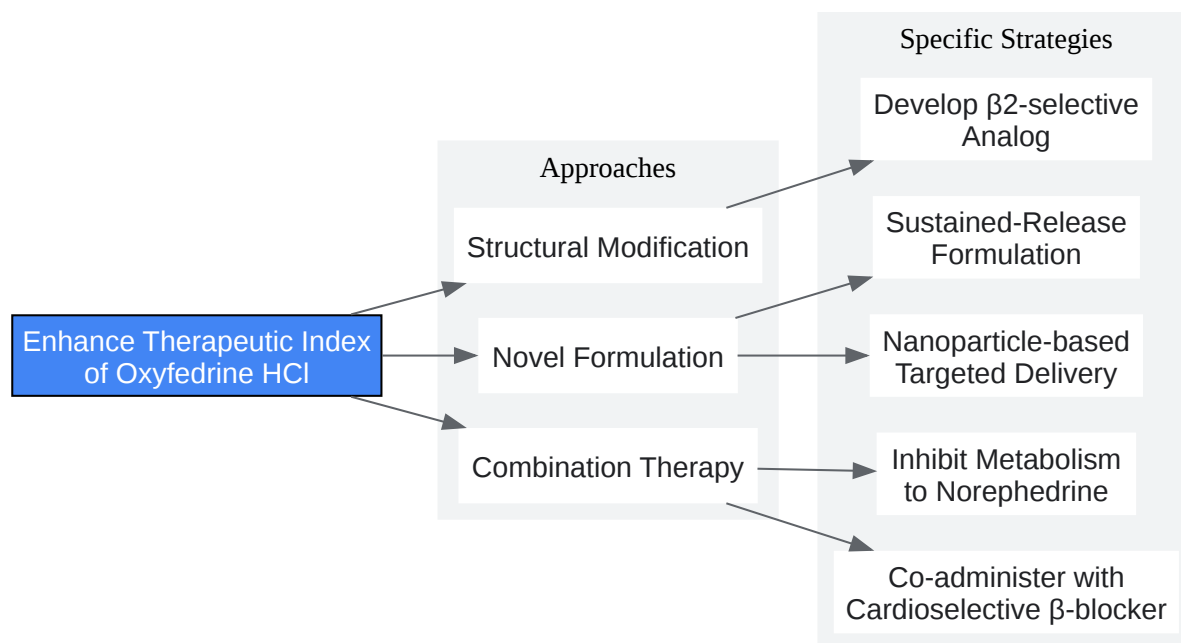 Specific Strategies
Develop β2-selective
Analog
Approaches
Structural Modification
Sustained-Release
Formulation
Enhance Therapeutic Index
of Oxyfedrine HCl
Novel Formulation
Nanoparticle-based
Targeted Delivery
Combination Therapy
Inhibit Metabolism
to Norephedrine
Co-administer with
Cardioselective β-blocker